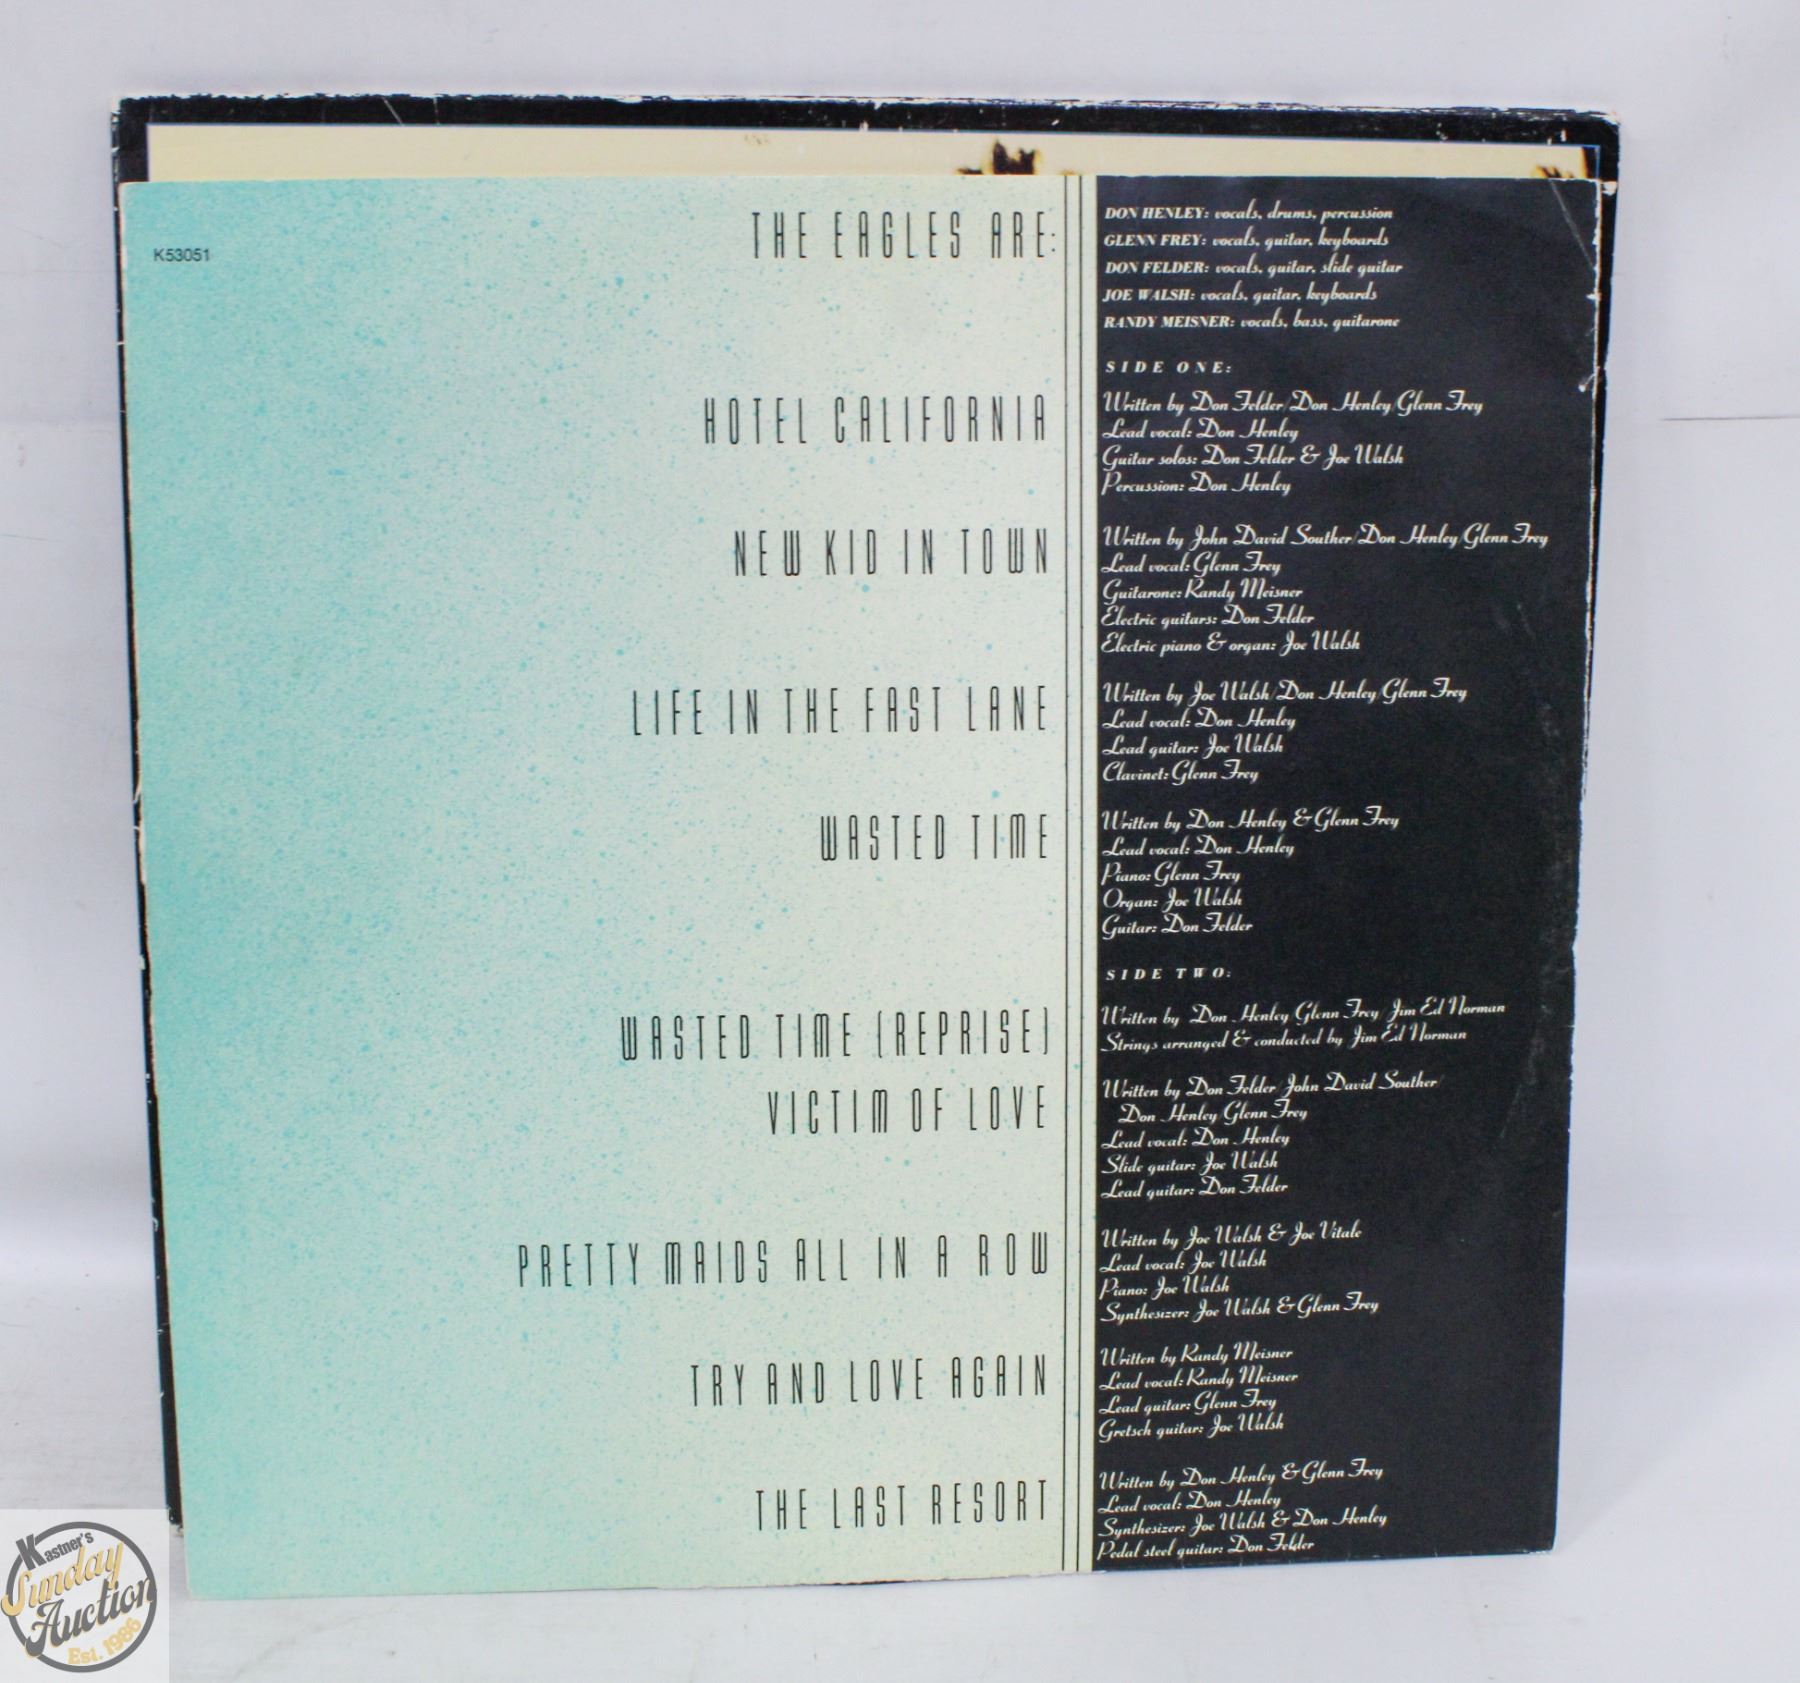 K53051
THE EAGLES ARE:
DON HENLEY: vocals, drums, percussion
GLENN FREY: vocals, guitar, keyboards
DON FELDER: vocals, guitar, slide guitar
JOE WALSH: vocals, guitar, keyboards
RANDY MEISNER: vocals, bass, guitarone
SIDE ONE:
HOTEL CALIFORNIA
Written by Don Felder/Don Henley/Glenn Frey
Lead vocal: Don Henley
Guitar solos: Don Felder & Joe Walsh
Percussion: Don Henley
NEW KID IN TOWN
Written by John David Souther/Don Henley/Glenn Frey
Lead vocal: Glenn Frey
Guitarone: Randy Meisner
Electric guitars: Don Felder
Electric piano & organ: Joe Walsh
LIFE IN THE FAST LANE
Written by Joe Walsh/Don Henley/Glenn Frey
Lead vocal: Don Henley
Lead guitar: Joe Walsh
Clavinet: Glenn Frey
WASTED TIME
Written by Don Henley & Glenn Frey
Lead vocal: Don Henley
Piano: Glenn Frey
Organ: Joe Walsh
Guitar: Don Felder
SIDE TWO:
WASTED TIME (REPRISE)
Written by Don Henley/Glenn Frey/Jim Ed Norman
Strings arranged & conducted by Jim Ed Norman
VICTIM OF LOVE
Written by Don Felder/John David Souther/
Don Henley/Glenn Frey
Lead vocal: Don Henley
Slide guitar: Joe Walsh
Lead guitar: Don Felder
PRETTY MAIDS ALL IN A ROW
Written by Joe Walsh & Joe Vitale
Lead vocal: Joe Walsh
Piano: Joe Walsh
Synthesizer: Joe Walsh & Glenn Frey
TRY AND LOVE AGAIN
Written by Randy Meisner
Lead vocal: Randy Meisner
Lead guitar: Glenn Frey
Gretsch guitar: Joe Walsh
THE LAST RESORT
Written by Don Henley & Glenn Frey
Lead vocal: Don Henley
Synthesizer: Joe Walsh & Don Henley
Pedal steel guitar: Don Felder
Kastner's
Sunday
Auction
Est. 1986